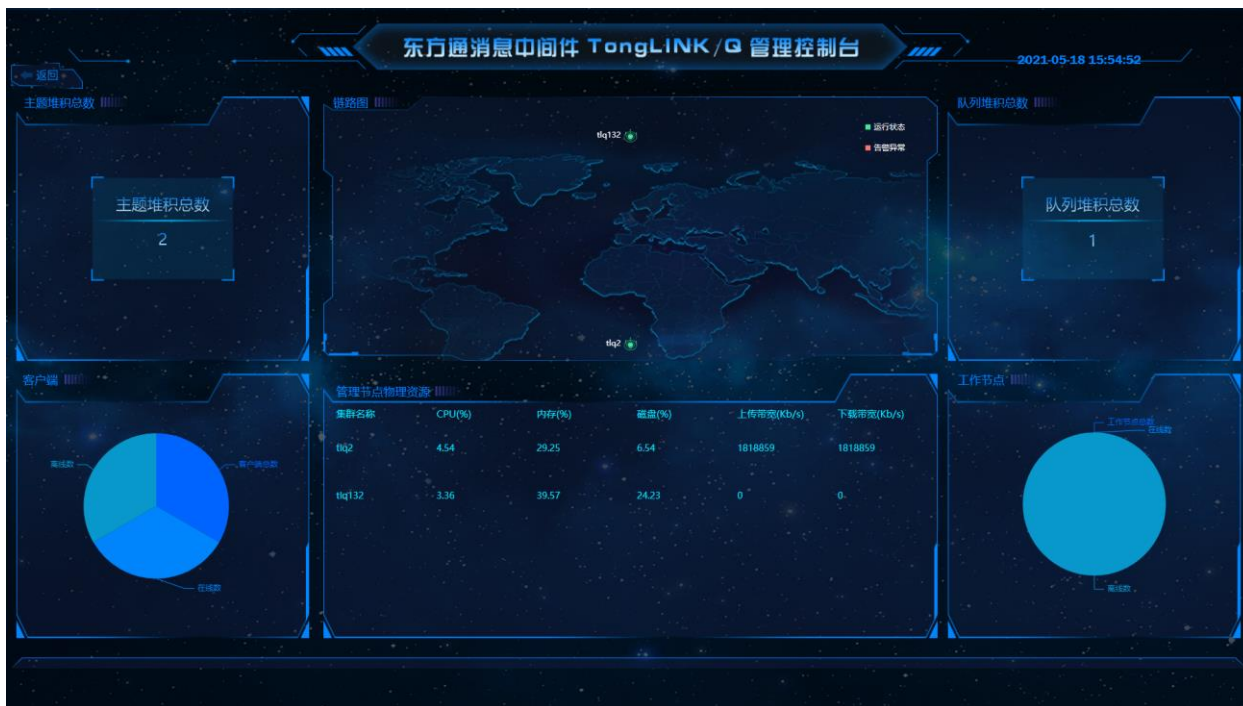 东方通消息中间件 TongLINK/Q 管理控制台
2021-05-18 15:54:52
返回
主题堆积总数
主题堆积总数
2
链路图
tlq132
运行状态
告警异常
tlq2
队列堆积总数
队列堆积总数
1
客户端
离线数
客户端总数
在线数
管理节点物理资源
集群名称 CPU(%) 内存(%) 磁盘(%) 上传带宽(Kb/s) 下载带宽(Kb/s)
tlq2 4.54 29.25 6.54 1818859 1818859
tlq132 3.36 39.57 24.23 0 0
工作节点
工作节点总数
在线数
离线数